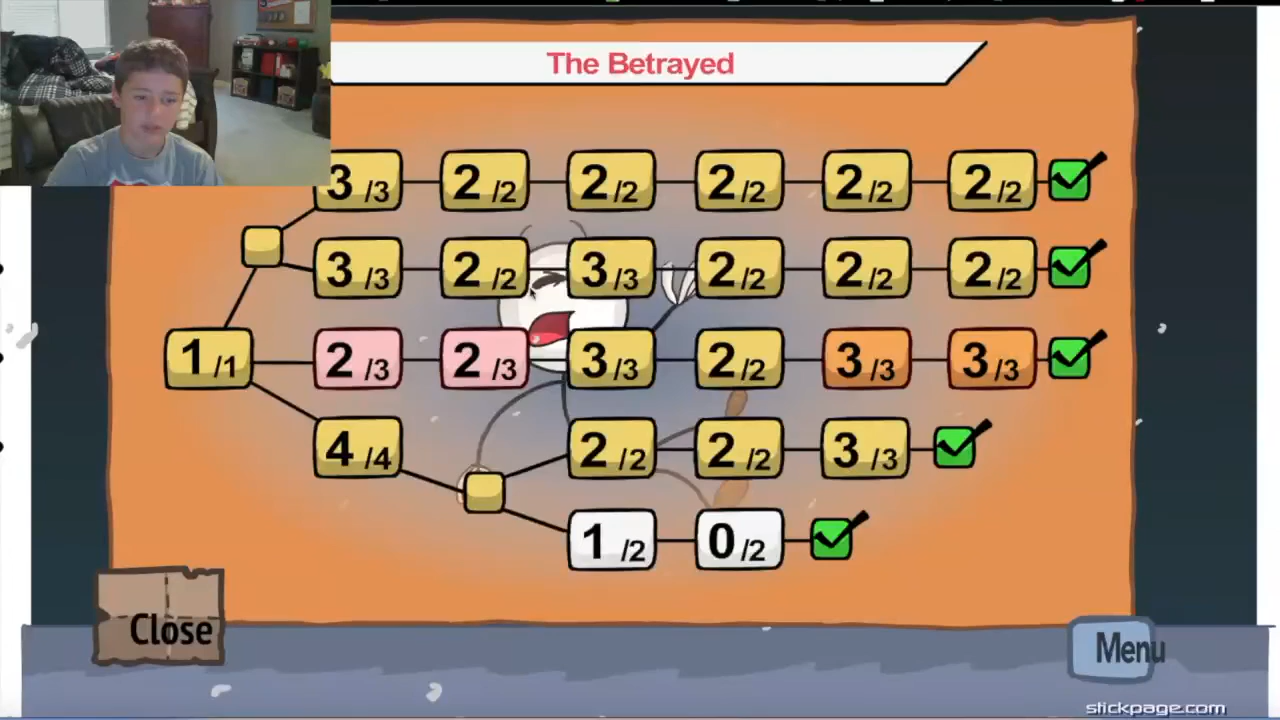 The Betrayed
3/3 2/2 2/2 2/2 2/2 2/2
3/3 2/2 3/3 2/2 2/2 2/2
1/1 2/3 2/3 3/3 2/2 3/3 3/3
4/4 2/2 2/2 3/3
1/2 0/2
Close
Menu
stickpage.com